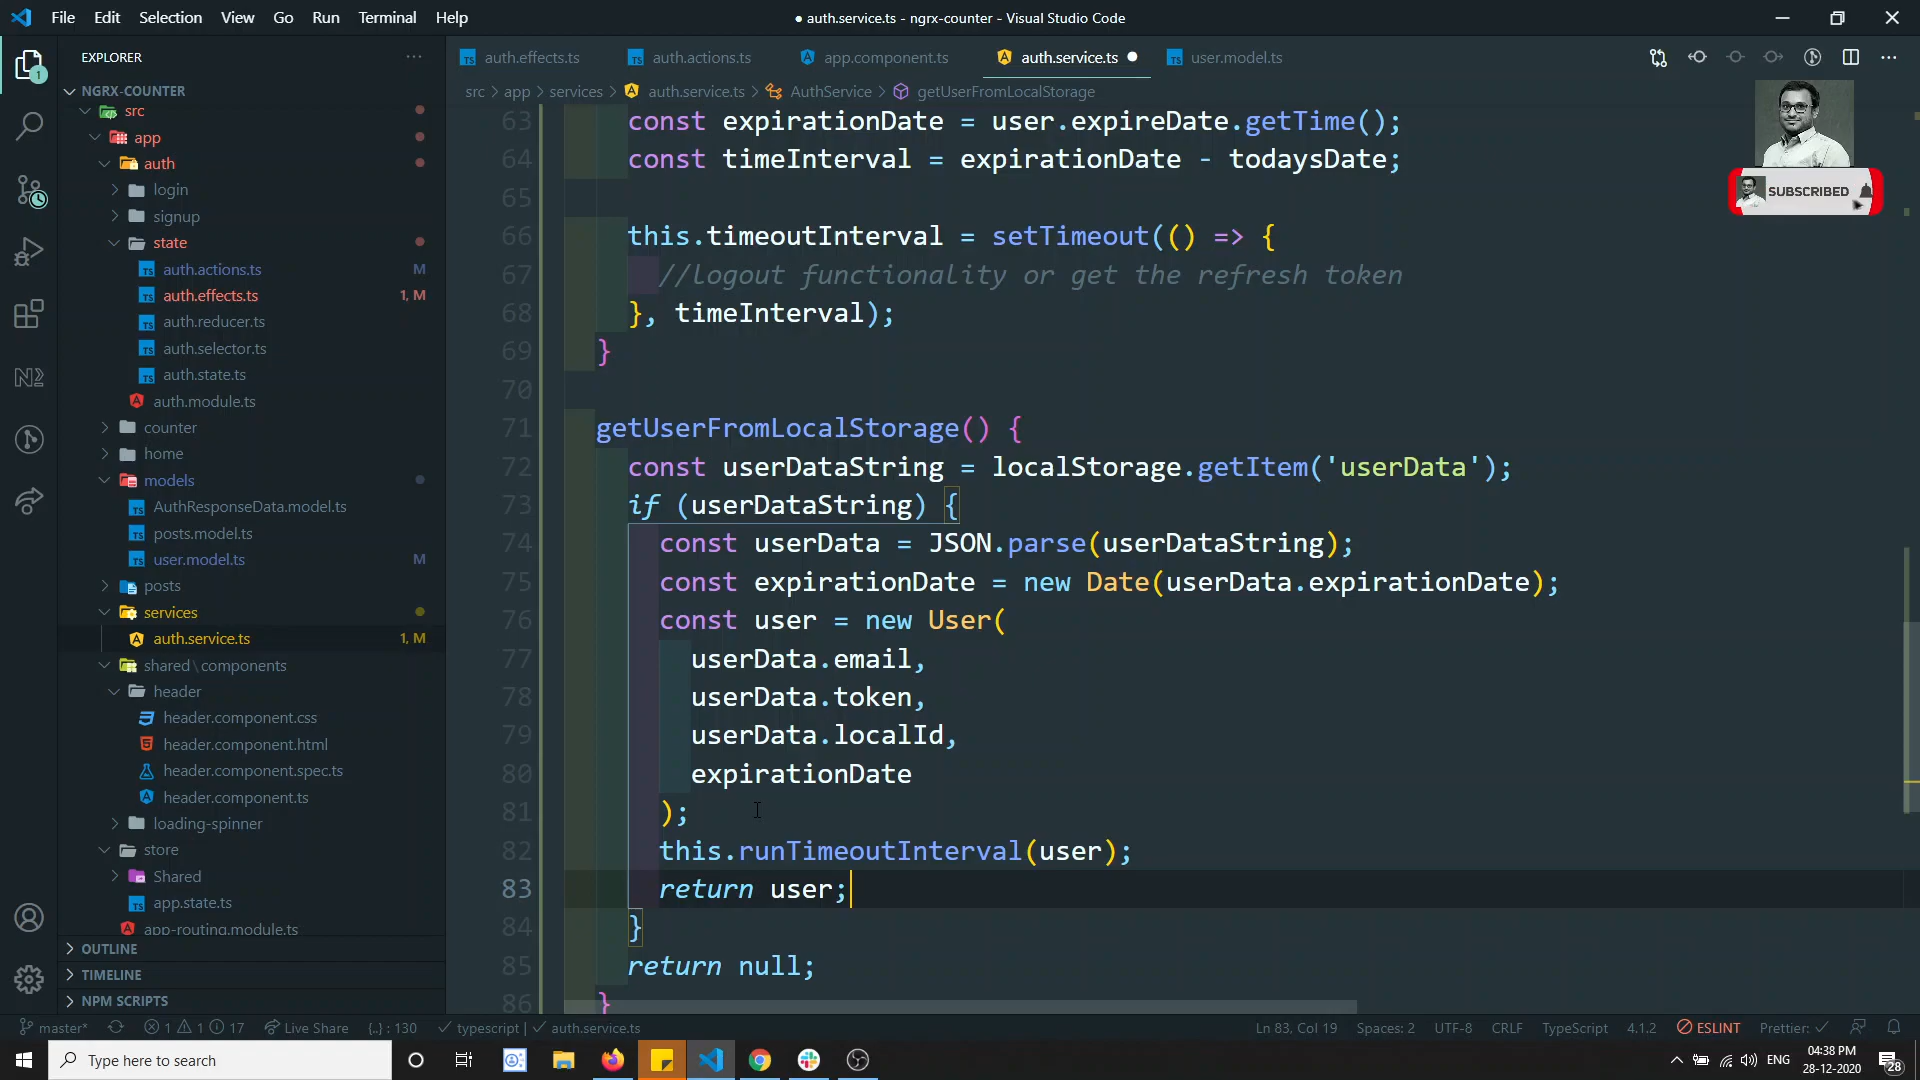 File Edit Selection View Go Run Terminal Help
● auth.service.ts - ngrx-counter - Visual Studio Code
EXPLORER
auth.effects.ts auth.actions.ts app.component.ts auth.service.ts user.model.ts
NGRX-COUNTER
src > app > services > auth.service.ts > AuthService > getUserFromLocalStorage
src
app
auth
login
signup
state
auth.actions.ts M
auth.effects.ts 1, M
auth.reducer.ts
auth.selector.ts
auth.state.ts
auth.module.ts
counter
home
models
AuthResponseData.model.ts
posts.model.ts
user.model.ts M
posts
services
auth.service.ts 1, M
shared\components
header
header.component.css
header.component.html
header.component.spec.ts
header.component.ts
loading-spinner
store
Shared
app.state.ts
app-routing.module.ts
OUTLINE
TIMELINE
NPM SCRIPTS
63 const expirationDate = user.expireDate.getTime();
64 const timeInterval = expirationDate - todaysDate;
65
66 this.timeoutInterval = setTimeout(() => {
67 //logout functionality or get the refresh token
68 }, timeInterval);
69 }
70
71 getUserFromLocalStorage() {
72 const userDataString = localStorage.getItem('userData');
73 if (userDataString) {
74 const userData = JSON.parse(userDataString);
75 const expirationDate = new Date(userData.expirationDate);
76 const user = new User(
77 userData.email,
78 userData.token,
79 userData.localId,
80 expirationDate
81 );
82 this.runTimeoutInterval(user);
83 return user;
84 }
85 return null;
86 }
SUBSCRIBED
master* 1 1 17 Live Share {..} : 130 typescript | auth.service.ts Ln 83, Col 19 Spaces: 2 UTF-8 CRLF TypeScript 4.1.2 ESLINT Prettier: ✓
Type here to search
ENG
04:38 PM
28-12-2020
28